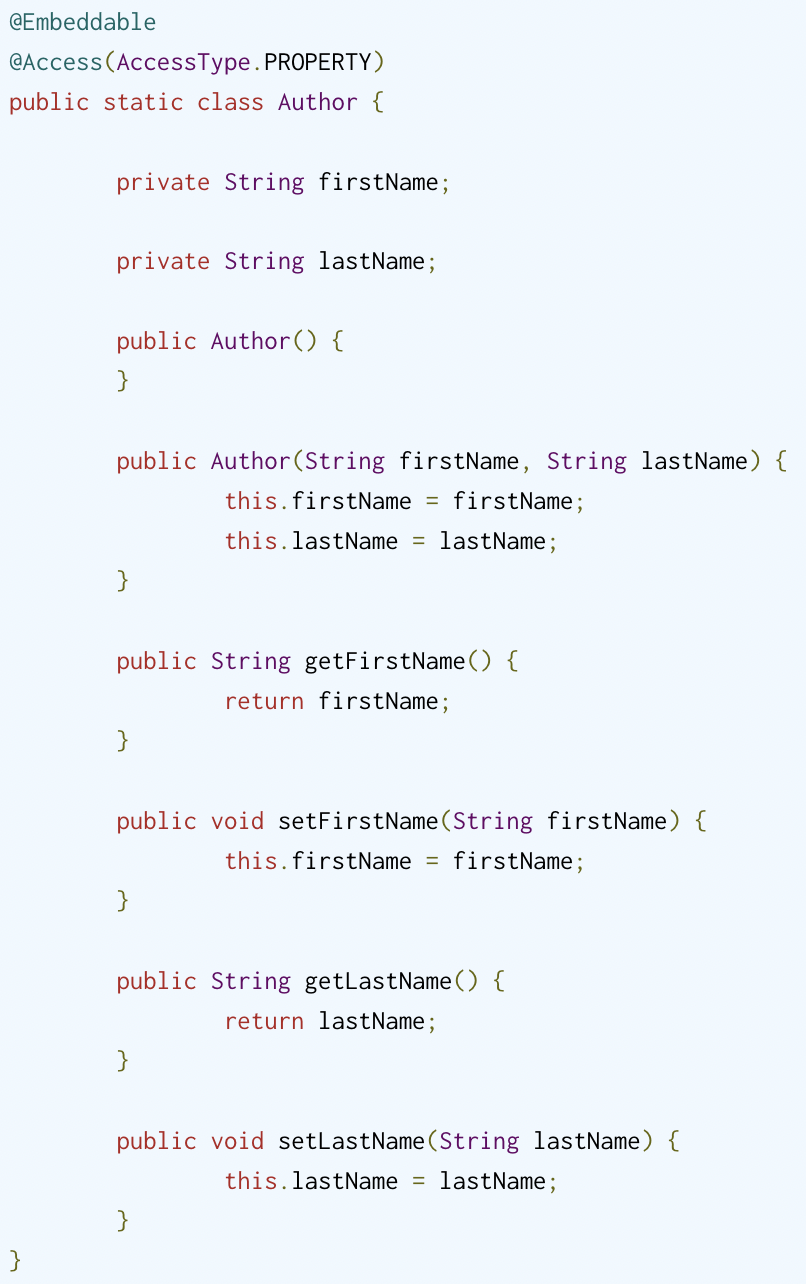 @Embeddable
@Access(AccessType.PROPERTY)
public static class Author {
private String firstName;
private String lastName;
public Author() {
}
public Author(String firstName, String lastName) {
this.firstName = firstName;
this.lastName = lastName;
}
public String getFirstName() {
return firstName;
}
public void setFirstName(String firstName) {
this.firstName = firstName;
}
public String getLastName() {
return lastName;
}
public void setLastName(String lastName) {
this.lastName = lastName;
}
}